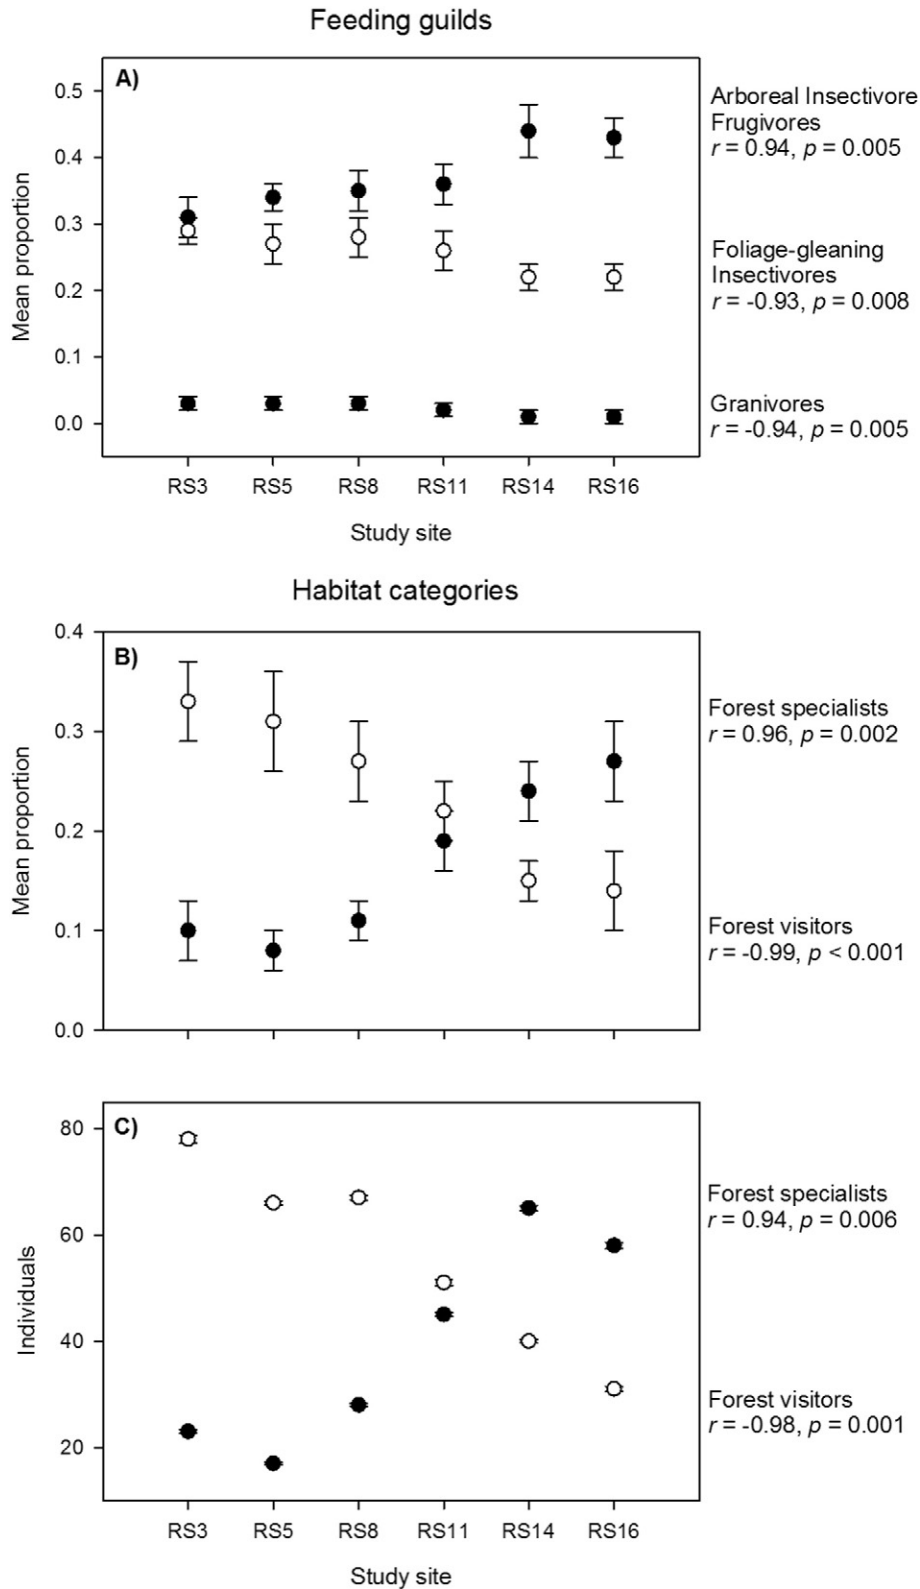 Feeding guilds
A)
0.5
0.4
0.3
0.2
0.1
0.0
Mean proportion
Arboreal Insectivore
Frugivores
r = 0.94, p = 0.005
Foliage-gleaning
Insectivores
r = -0.93, p = 0.008
Granivores
r = -0.94, p = 0.005
RS3 RS5 RS8 RS11 RS14 RS16
Study site
Habitat categories
B)
0.4
0.3
0.2
0.1
0.0
Mean proportion
Forest specialists
r = 0.96, p = 0.002
Forest visitors
r = -0.99, p < 0.001
C)
80
60
40
20
Individuals
Forest specialists
r = 0.94, p = 0.006
Forest visitors
r = -0.98, p = 0.001
RS3 RS5 RS8 RS11 RS14 RS16
Study site